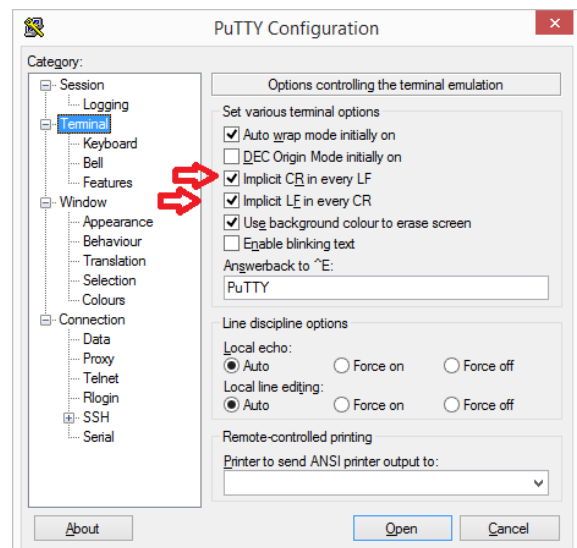 PuTTY Configuration
Category:
Session
Logging
Terminal
Keyboard
Bell
Features
Window
Appearance
Behaviour
Translation
Selection
Colours
Connection
Data
Proxy
Telnet
Rlogin
SSH
Serial
Options controlling the terminal emulation
Set various terminal options
Auto wrap mode initially on
DEC Origin Mode initially on
Implicit CR in every LF
Implicit LF in every CR
Use background colour to erase screen
Enable blinking text
Answerback to ^E:
PuTTY
Line discipline options
Local echo:
Auto Force on Force off
Local line editing:
Auto Force on Force off
Remote-controlled printing
Printer to send ANSI printer output to:
About Open Cancel